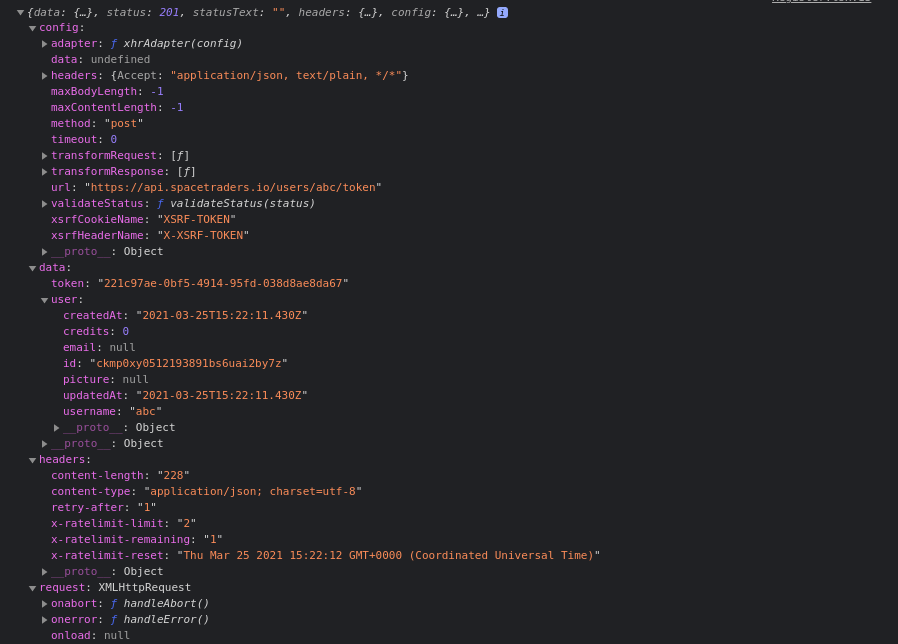 {data: {…}, status: 201, statusText: "", headers: {…}, config: {…}, …} i
config:
adapter: ƒ xhrAdapter(config)
data: undefined
headers: {Accept: "application/json, text/plain, */*"}
maxBodyLength: -1
maxContentLength: -1
method: "post"
timeout: 0
transformRequest: [ƒ]
transformResponse: [ƒ]
url: "https://api.spacetraders.io/users/abc/token"
validateStatus: ƒ validateStatus(status)
xsrfCookieName: "XSRF-TOKEN"
xsrfHeaderName: "X-XSRF-TOKEN"
__proto__: Object
data:
token: "221c97ae-0bf5-4914-95fd-038d8ae8da67"
user:
createdAt: "2021-03-25T15:22:11.430Z"
credits: 0
email: null
id: "ckmp0xy0512193891bs6uai2by7z"
picture: null
updatedAt: "2021-03-25T15:22:11.430Z"
username: "abc"
__proto__: Object
__proto__: Object
headers:
content-length: "228"
content-type: "application/json; charset=utf-8"
retry-after: "1"
x-ratelimit-limit: "2"
x-ratelimit-remaining: "1"
x-ratelimit-reset: "Thu Mar 25 2021 15:22:12 GMT+0000 (Coordinated Universal Time)"
__proto__: Object
request: XMLHttpRequest
onabort: ƒ handleAbort()
onerror: ƒ handleError()
onload: null